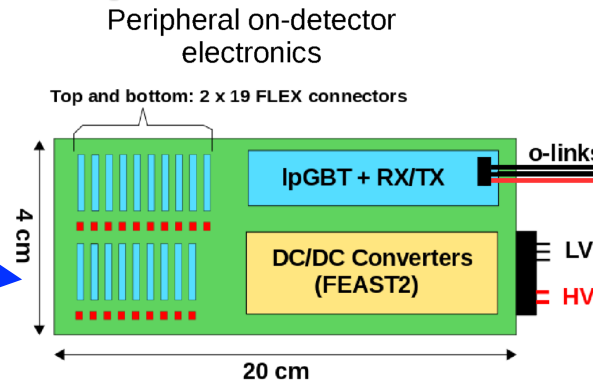 Peripheral on-detector
electronics
Top and bottom: 2 x 19 FLEX connectors
lpGBT + RX/TX
o-links
4 cm
DC/DC Converters
(FEAST2)
LV
HV
20 cm